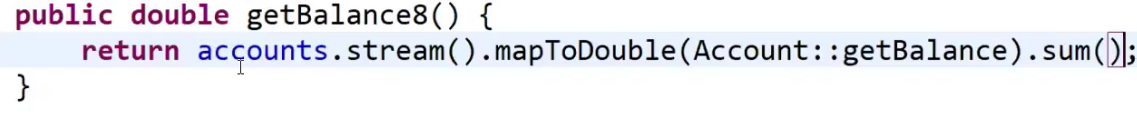 public double getBalance8() {
    return accounts.stream().mapToDouble(Account::getBalance).sum();
}